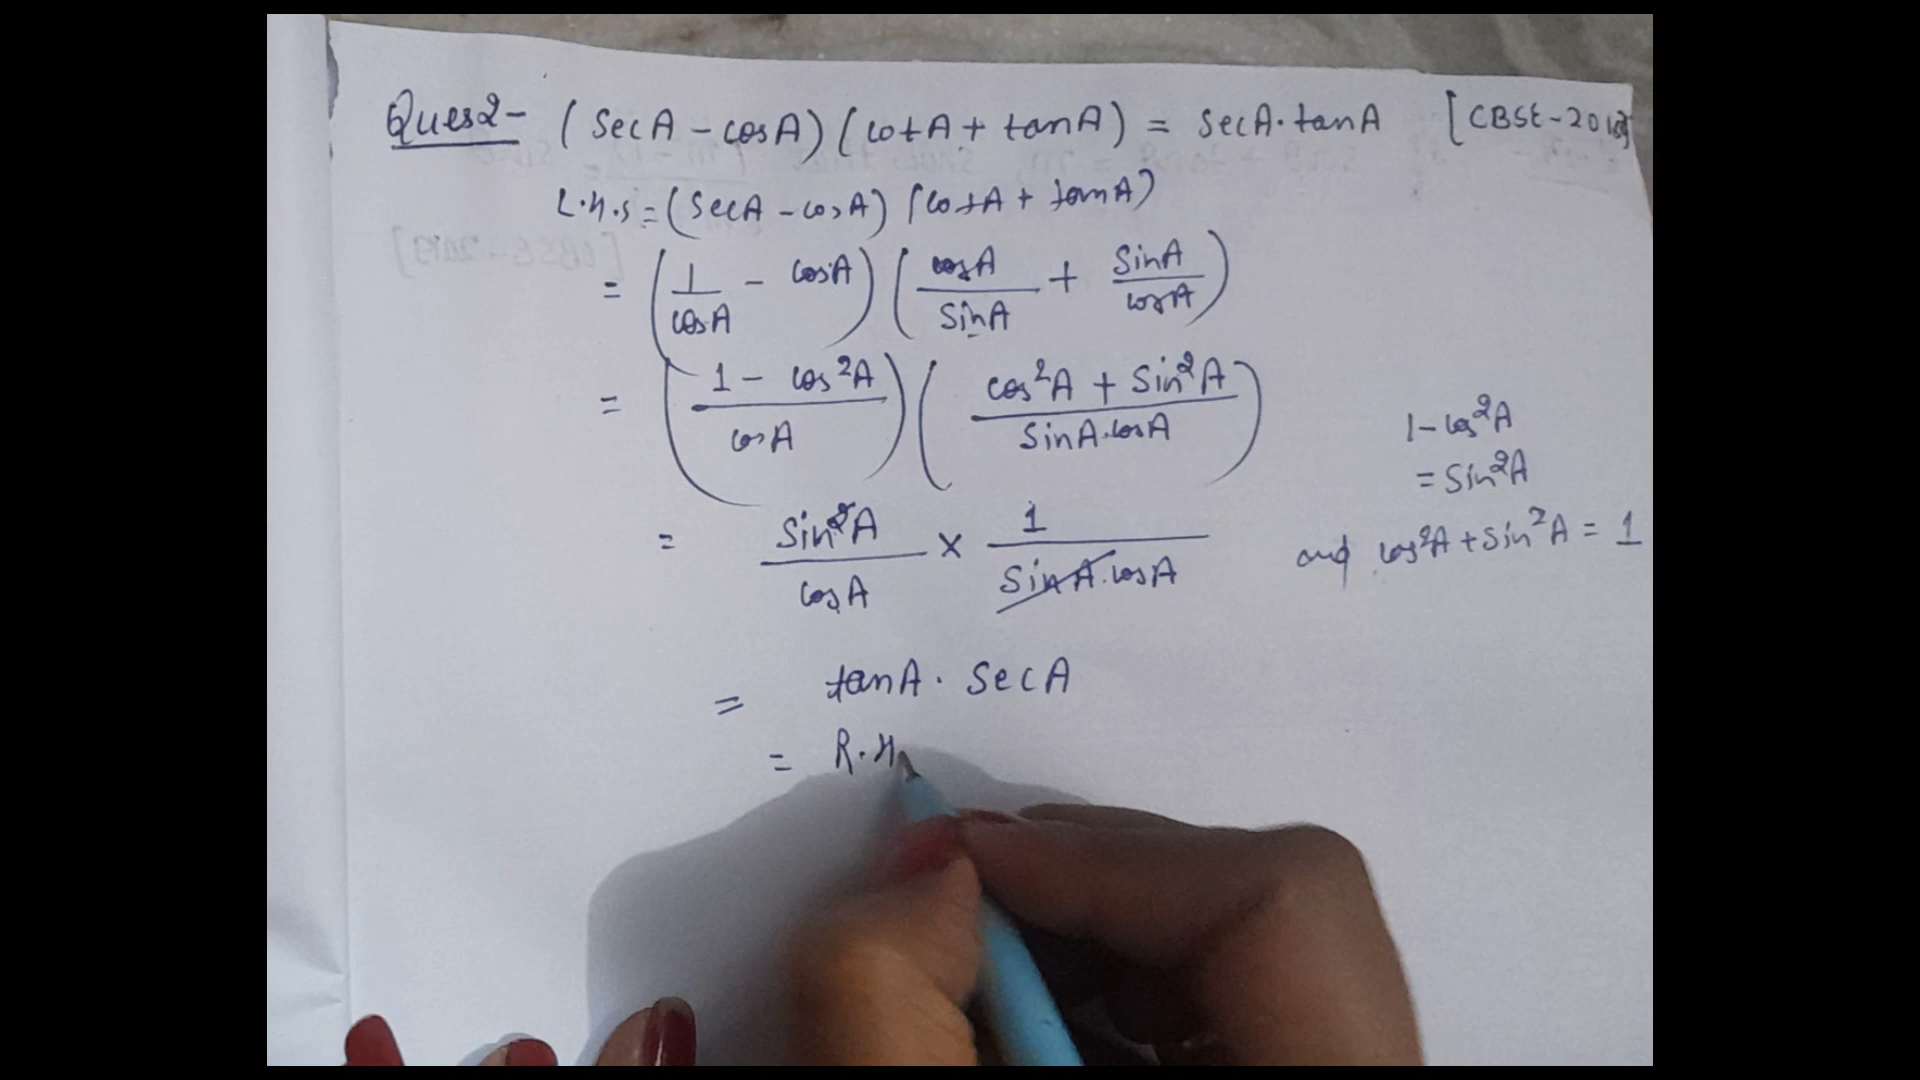 Ques2- (SecA - cosA) (cotA + tanA) = secA·tanA [CBSE-201
L.H.S = (SecA - cosA) (cotA + tanA)
= (1/cosA - cosA) (cosA/SinA + SinA/cosA)
= (1 - cos²A/cosA) (cos²A + Sin²A/SinA·cosA)
1 - cos²A
= Sin²A
= Sin²A/cosA × 1/SinA·cosA
and cos²A + Sin²A = 1
= tanA · SecA
= R.H